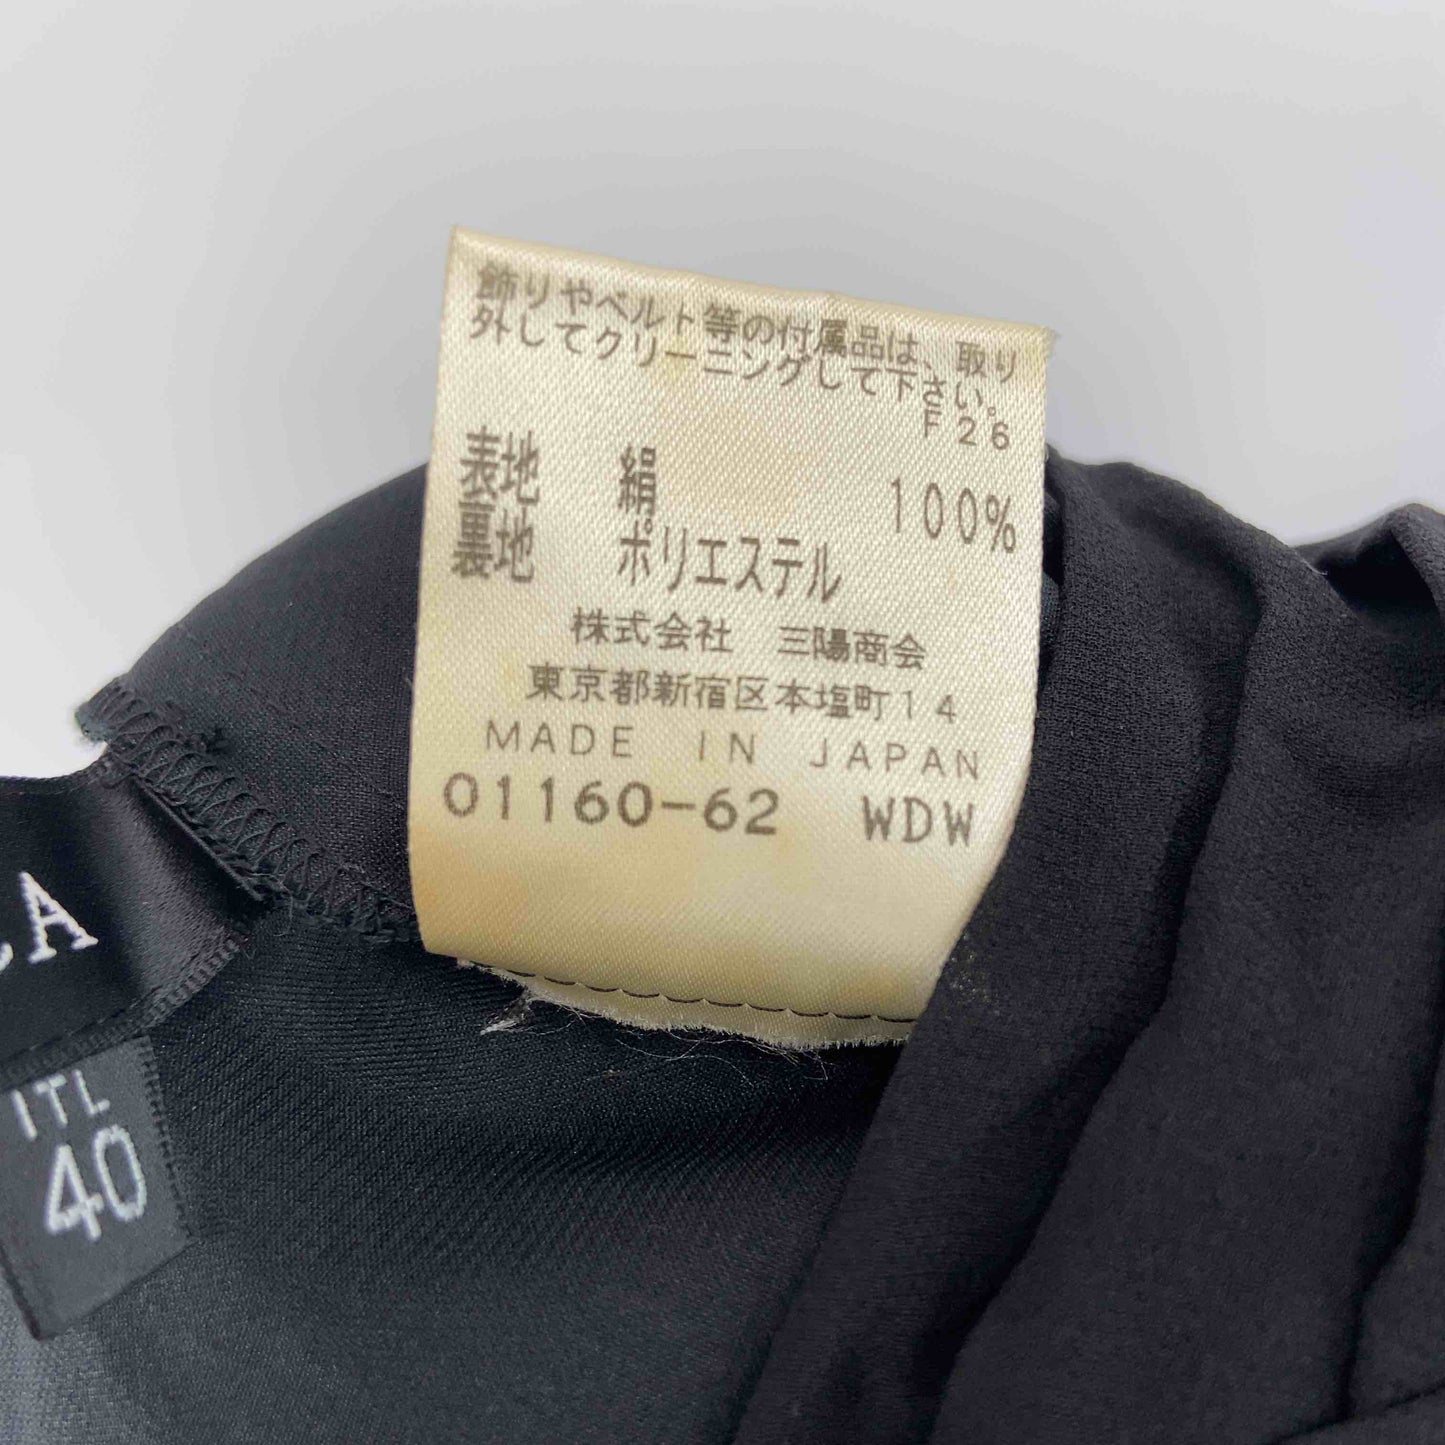 飾りやベルト等の付属品は、取り
外してクリーニングして下さい。
F26
表地 絹 100%
裏地 ポリエステル
株式会社 三陽商会
東京都新宿区本塩町14
MADE IN JAPAN
01160-62 WDW
ITL
40